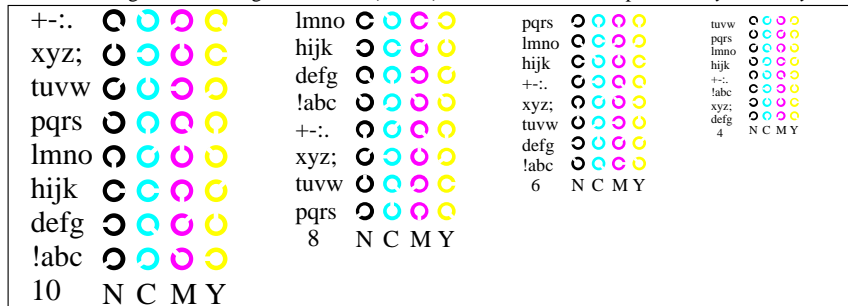 +-:.
xyz;
tuvw
pqrs
lmno
hijk
defg
!abc
10 N C M Y
lmno
hijk
defg
!abc
+-:.
xyz;
tuvw
pqrs
8 N C M Y
pqrs
lmno
hijk
+-:.
xyz;
tuvw
defg
!abc
6 N C M Y
tuvw
pqrs
lmno
hijk
+-:.
!abc
xyz;
defg
4 N C M Y